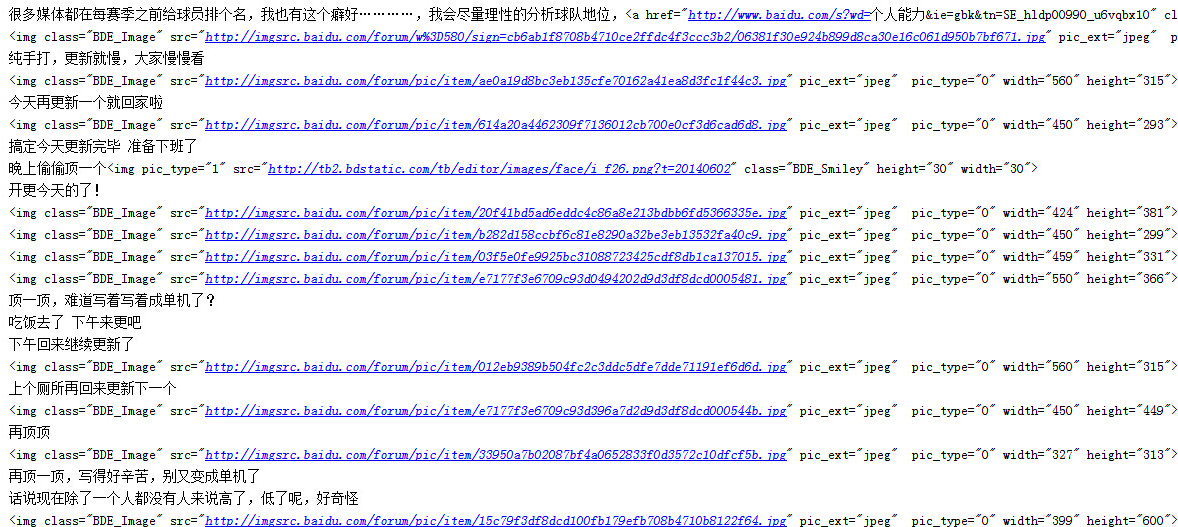 很多媒体都在每赛季之前给球员排个名，我也有这个癖好…………，我会尽量理性的分析球队地位，<a href="http://www.baidu.com/s?wd=个人能力&ie=gbk&tn=SE_hldp00990_u6vqbx10" cl
<img class="BDE_Image" src="http://imgsrc.baidu.com/forum/w%3D580/sign=cb6ab1f8708b4710ce2ffdc4f3ccc3b2/06381f30e924b899d8ca30e16c061d950b7bf671.jpg" pic_ext="jpeg"  p
纯手打，更新就慢，大家慢慢看
<img class="BDE_Image" src="http://imgsrc.baidu.com/forum/pic/item/ae0a19d8bc3eb135cfe70162a41ea8d3fc1f44c3.jpg" pic_ext="jpeg"  pic_type="0" width="560" height="315">
今天再更新一个就回家啦
<img class="BDE_Image" src="http://imgsrc.baidu.com/forum/pic/item/614a20a4462309f7136012cb700e0cf3d6cad6d8.jpg" pic_ext="jpeg"  pic_type="0" width="450" height="293">
搞定今天更新完毕 准备下班了
晚上偷偷顶一个<img pic_type="1" src="http://tb2.bdstatic.com/tb/editor/images/face/i_f26.png?t=20140602" class="BDE_Smiley" height="30" width="30">
开更今天的了！
<img class="BDE_Image" src="http://imgsrc.baidu.com/forum/pic/item/20f41bd5ad6eddc4c86a8e213bdbb6fd5366335e.jpg" pic_ext="jpeg"  pic_type="0" width="424" height="381">
<img class="BDE_Image" src="http://imgsrc.baidu.com/forum/pic/item/b282d158ccbf6c81e8290a32be3eb13532fa40c9.jpg" pic_ext="jpeg"  pic_type="0" width="450" height="299">
<img class="BDE_Image" src="http://imgsrc.baidu.com/forum/pic/item/03f5e0fe9925bc31088723425cdf8db1ca137015.jpg" pic_ext="jpeg"  pic_type="0" width="459" height="331">
<img class="BDE_Image" src="http://imgsrc.baidu.com/forum/pic/item/e7177f3e6709c93d0494202d9d3df8dcd0005481.jpg" pic_ext="jpeg"  pic_type="0" width="550" height="366">
顶一顶，难道写着写着成单机了？
吃饭去了 下午来更吧
下午回来继续更新了
<img class="BDE_Image" src="http://imgsrc.baidu.com/forum/pic/item/012eb9389b504fc2c3ddc5dfe7dde71191ef6d6d.jpg" pic_ext="jpeg"  pic_type="0" width="560" height="315">
上个厕所再回来更新下一个
<img class="BDE_Image" src="http://imgsrc.baidu.com/forum/pic/item/e7177f3e6709c93d396a7d2d9d3df8dcd000544b.jpg" pic_ext="jpeg"  pic_type="0" width="450" height="449">
再顶顶
<img class="BDE_Image" src="http://imgsrc.baidu.com/forum/pic/item/33950a7b02087bf4a0652833f0d3572c10dfcf5b.jpg" pic_ext="jpeg"  pic_type="0" width="327" height="313">
再顶一顶，写得好辛苦，别又变成单机了
话说现在除了一个人都没有人来说高了，低了呢，好奇怪
<img class="BDE_Image" src="http://imgsrc.baidu.com/forum/pic/item/15c79f3df8dcd100fb179efb708b4710b8122f64.jpg" pic_ext="jpeg"  pic_type="0" width="399" height="600">